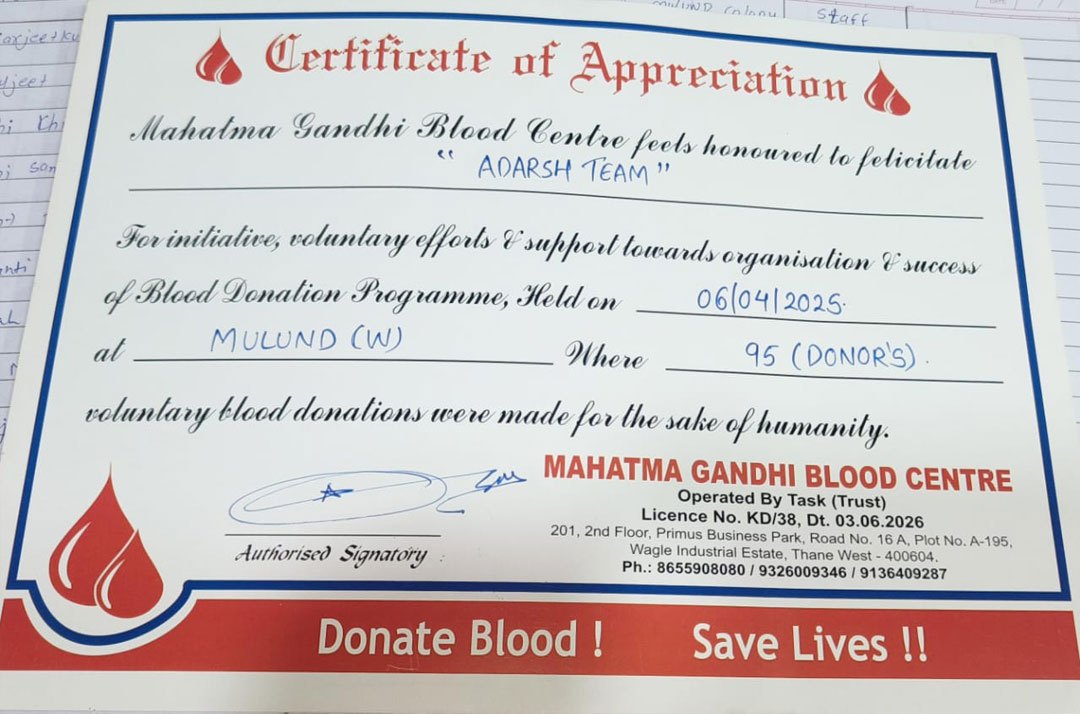 mulund colony
staff
Certificate of Appreciation
Mahatma Gandhi Blood Centre feels honoured to felicitate
" ADARSH TEAM "
For initiative, voluntary efforts & support towards organisation & success
of Blood Donation Programme, Held on 06/04/2025.
at MULUND (W) Where 95 (DONOR'S).
voluntary blood donations were made for the sake of humanity.
Authorised Signatory :
MAHATMA GANDHI BLOOD CENTRE
Operated By Task (Trust)
Licence No. KD/38, Dt. 03.06.2026
201, 2nd Floor, Primus Business Park, Road No. 16 A, Plot No. A-195,
Wagle Industrial Estate, Thane West - 400604.
Ph.: 8655908080 / 9326009346 / 9136409287
Donate Blood ! Save Lives !!